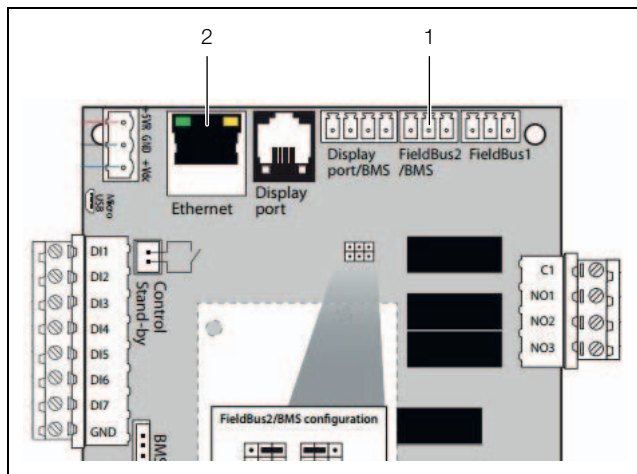 2
1
+5VR
GND
+Vdc
Micro
USB
Ethernet
Display
port
Display
port/BMS
FieldBus2
/BMS
FieldBus1
DI1
DI2
DI3
DI4
DI5
DI6
DI7
GND
Control
Stand-by
BMS
C1
NO1
NO2
NO3
FieldBus2/BMS configuration